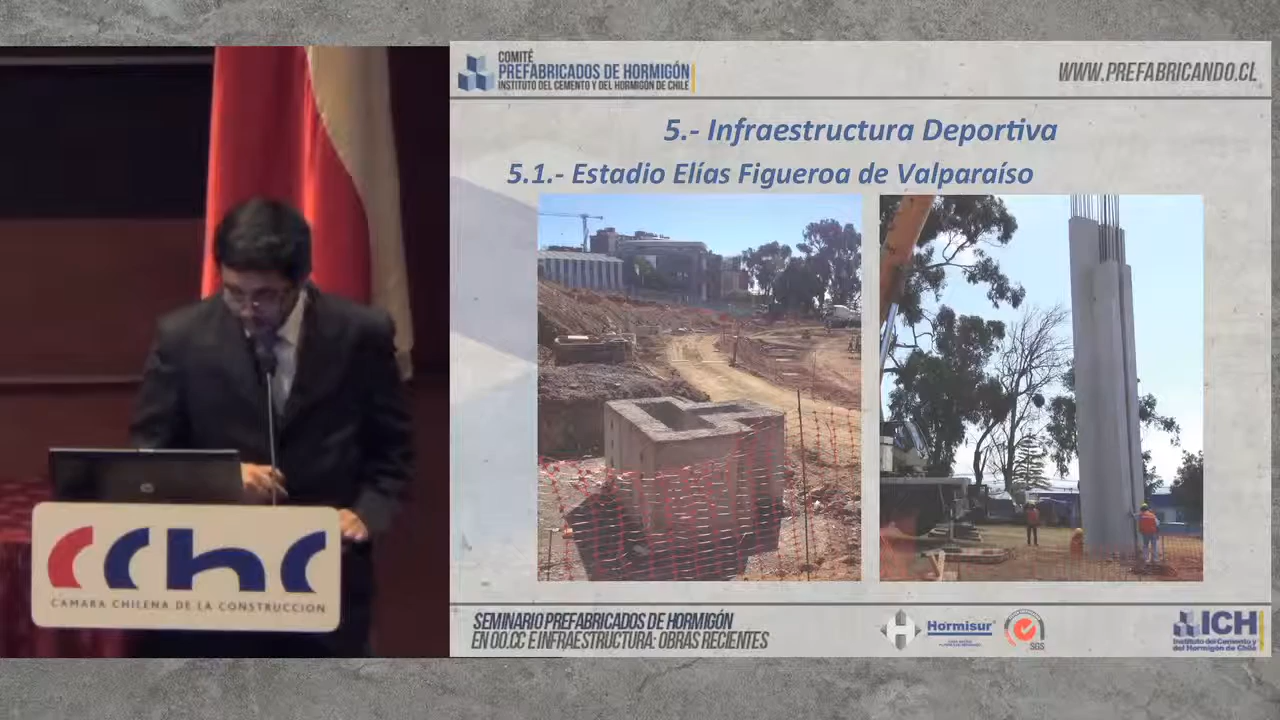 COMITÉ
PREFABRICADOS DE HORMIGÓN
INSTITUTO DEL CEMENTO Y DEL HORMIGÓN DE CHILE
WWW.PREFABRICANDO.CL
5.- Infraestructura Deportiva
5.1.- Estadio Elías Figueroa de Valparaíso
CChC
CÁMARA CHILENA DE LA CONSTRUCCIÓN
SEMINARIO PREFABRICADOS DE HORMIGÓN
EN OO.CC E INFRAESTRUCTURA: OBRAS RECIENTES
Hormisur
SGS
ICH
Instituto del Cemento y
del Hormigón de Chile